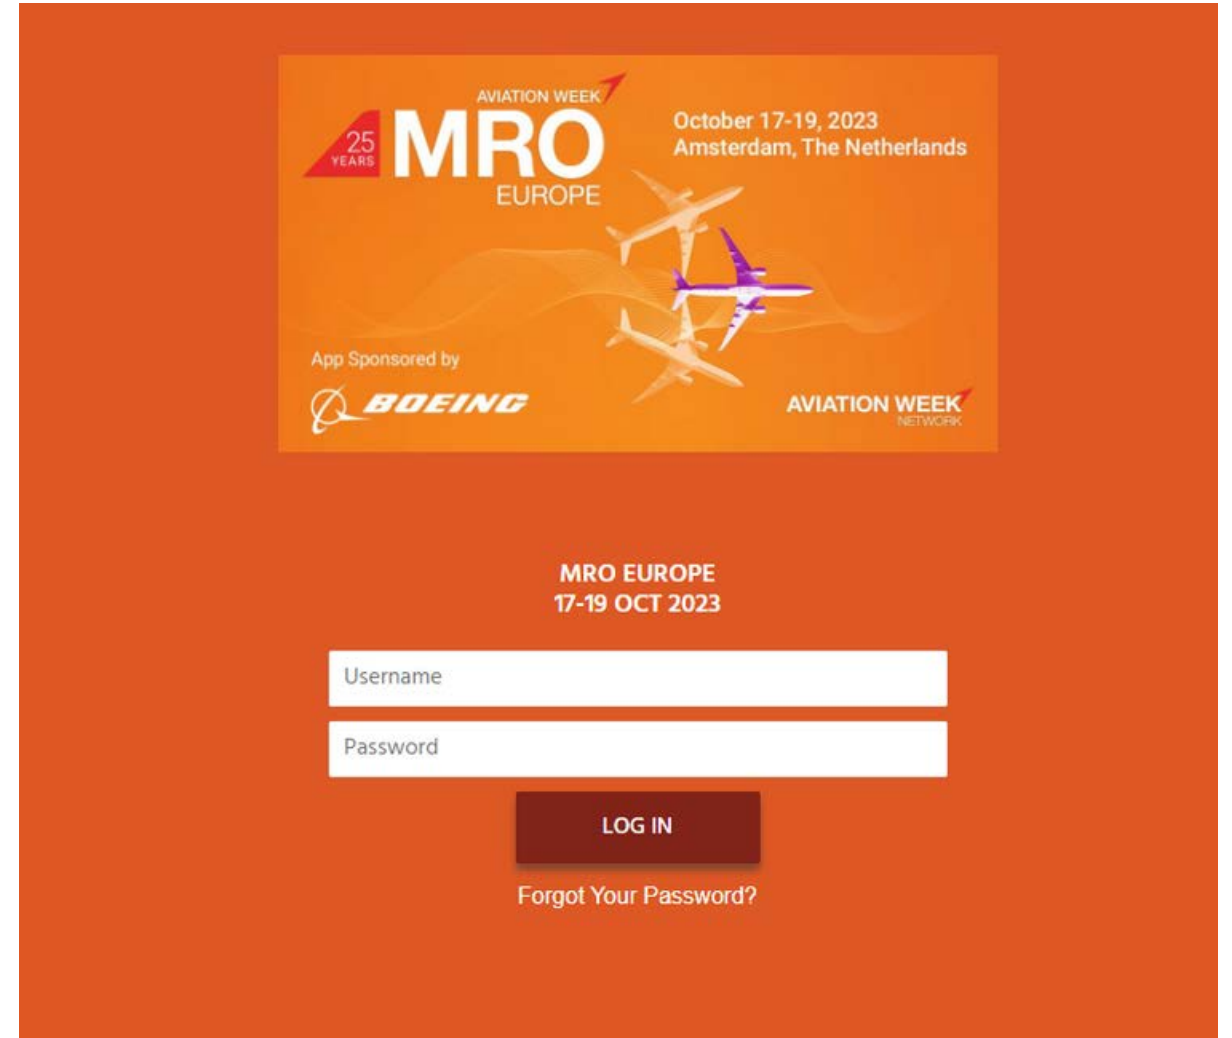 AVIATION WEEK
25
YEARS
MRO
EUROPE
October 17-19, 2023
Amsterdam, The Netherlands
App Sponsored by
BOEING
AVIATION WEEK
NETWORK
MRO EUROPE
17-19 OCT 2023
Username
Password
LOG IN
Forgot Your Password?